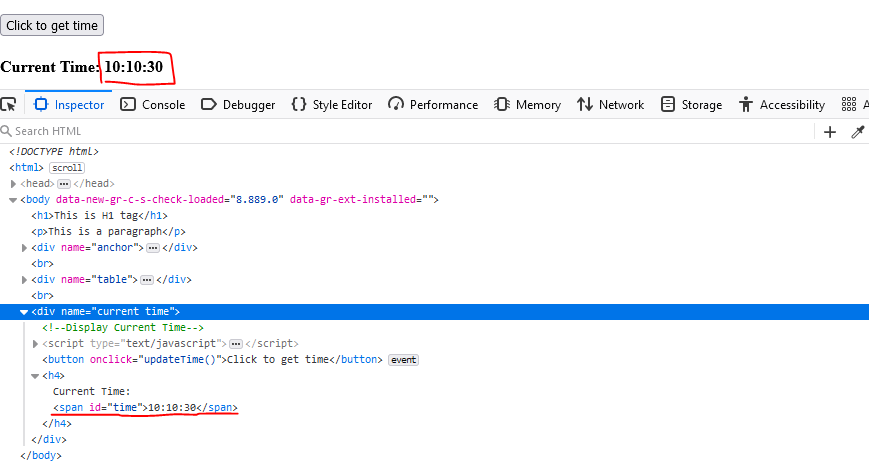 Click to get time
Current Time: 10:10:30
Inspector Console Debugger Style Editor Performance Memory Network Storage Accessibility A
Search HTML
<!DOCTYPE html>
<html> scroll
<head> ··· </head>
<body data-new-gr-c-s-check-loaded="8.889.0" data-gr-ext-installed="">
<h1>This is H1 tag</h1>
<p>This is a paragraph</p>
<div name="anchor"> ··· </div>
<br>
<div name="table"> ··· </div>
<br>
<div name="current time">
<!--Display Current Time-->
<script type="text/javascript"> ··· </script>
<button onclick="updateTime()">Click to get time</button> event
<h4>
Current Time:
<span id="time">10:10:30</span>
</h4>
</div>
</body>